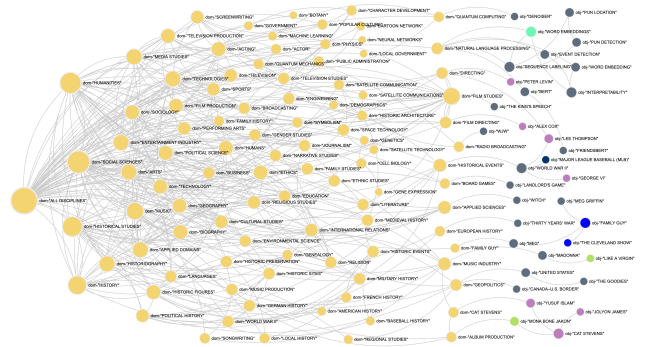 dom-"ALL DISCIPLINES"
dom-"HUMANITIES"
dom-"SOCIAL SCIENCES"
dom-"HISTORICAL STUDIES"
dom-"HISTORY"
dom-"MEDIA STUDIES"
dom-"SOCIOLOGY"
dom-"ENTERTAINMENT INDUSTRY"
dom-"ARTS"
dom-"MUSIC"
dom-"APPLIED DOMAINS"
dom-"HISTORIOGRAPHY"
dom-"POLITICAL HISTORY"
dom-"SCREENWRITING"
dom-"TELEVISION PRODUCTION"
dom-"TECHNOLOGIES"
dom-"FILM PRODUCTION"
dom-"PERFORMING ARTS"
dom-"POLITICAL SCIENCE"
dom-"TECHNOLOGY"
dom-"GEOGRAPHY"
dom-"BIOGRAPHY"
dom-"LANGUAGES"
dom-"HISTORIC FIGURES"
dom-"SONGWRITING"
dom-"GOVERNMENT"
dom-"ACTING"
dom-"SPORTS"
dom-"FAMILY HISTORY"
dom-"HUMANS"
dom-"BUSINESS"
dom-"CULTURAL STUDIES"
dom-"ENVIRONMENTAL SCIENCE"
dom-"HISTORIC PRESERVATION"
dom-"MUSIC PRODUCTION"
dom-"WORLD WAR II"
dom-"LOCAL HISTORY"
dom-"BOTANY"
dom-"MACHINE LEARNING"
dom-"ACTOR"
dom-"QUANTUM MECHANICS"
dom-"TELEVISION"
dom-"BROADCASTING"
dom-"GENDER STUDIES"
dom-"ETHICS"
dom-"RELIGIOUS STUDIES"
dom-"GENEALOGY"
dom-"HISTORIC SITES"
dom-"GERMAN HISTORY"
dom-"POPULAR CULTURE"
dom-"PHYSICS"
dom-"PUBLIC ADMINISTRATION"
dom-"TELEVISION STUDIES"
dom-"ENGINEERING"
dom-"SYMBOLISM"
dom-"JOURNALISM"
dom-"NARRATIVE STUDIES"
dom-"FAMILY STUDIES"
dom-"EDUCATION"
dom-"INTERNATIONAL RELATIONS"
dom-"RELIGION"
dom-"FRENCH HISTORY"
dom-"AMERICAN HISTORY"
dom-"REGIONAL STUDIES"
dom-"CHARACTER DEVELOPMENT"
dom-"CARTOON NETWORK"
dom-"NEURAL NETWORKS"
dom-"LOCAL GOVERNMENT"
dom-"SATELLITE COMMUNICATION"
dom-"SATELLITE COMMUNICATIONS"
dom-"DEMOGRAPHICS"
dom-"HISTORIC ARCHITECTURE"
dom-"SPACE TECHNOLOGY"
dom-"GENETICS"
dom-"SATELLITE TECHNOLOGY"
dom-"CELL BIOLOGY"
dom-"ETHNIC STUDIES"
dom-"GENE EXPRESSION"
dom-"LITERATURE"
dom-"MEDIEVAL HISTORY"
dom-"HISTORIC EVENTS"
dom-"MILITARY HISTORY"
dom-"BASEBALL HISTORY"
dom-"QUANTUM COMPUTING"
dom-"NATURAL LANGUAGE PROCESSING"
dom-"DIRECTING"
dom-"FILM STUDIES"
dom-"FILM DIRECTING"
dom-"RADIO BROADCASTING"
dom-"HISTORICAL EVENTS"
dom-"BOARD GAMES"
dom-"APPLIED SCIENCES"
dom-"EUROPEAN HISTORY"
dom-"FAMILY GUY"
dom-"MUSIC INDUSTRY"
dom-"GEOPOLITICS"
dom-"CAT STEVENS"
dom-"ALBUM PRODUCTION"
obj-"PUN LOCATION"
obj-"WORD EMBEDDINGS"
obj-"PUN DETECTION"
obj-"EVENT DETECTION"
obj-"SEQUENCE LABELING"
obj-"WORD EMBEDDING"
obj-"PETER LEVIN"
obj-"BERT"
obj-"INTERPRETABILITY"
obj-"THE KING'S SPEECH"
obj-"ALEX COX"
obj-"LES THOMPSON"
obj-"FRIENDSBERT"
obj-"MAJOR LEAGUE BASEBALL (MLB)"
obj-"WORLD WAR II"
obj-"GEORGE VI"
obj-"LANDLORD'S GAME"
obj-"WITCH"
obj-"MEG GRIFFIN"
obj-"THIRTY YEARS' WAR"
obj-"FAMILY GUY"
obj-"MEG"
obj-"THE CLEVELAND SHOW"
obj-"MADONNA"
obj-"LIKE A VIRGIN"
obj-"UNITED STATES"
obj-"THE GOODIES"
obj-"CANADA–U.S. BORDER"
obj-"YUSUF ISLAM"
obj-"JOLYON JAMES"
obj-"MONA BONE JAKON"
obj-"CAT STEVENS"